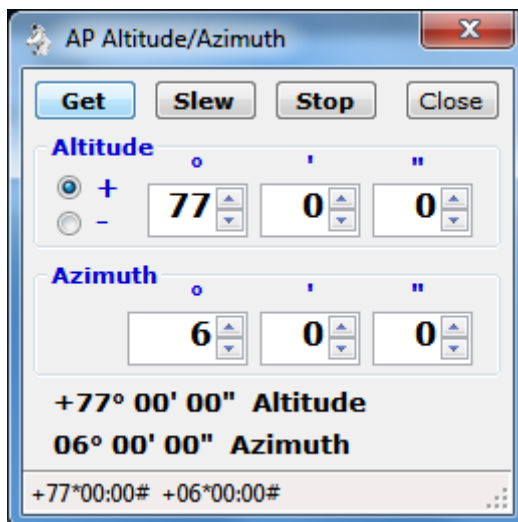 AP Altitude/Azimuth
Get Slew Stop Close
Altitude
° ' "
+ 77 0 0
-
Azimuth
° ' "
6 0 0
+77° 00' 00" Altitude
06° 00' 00" Azimuth
+77*00:00# +06*00:00#